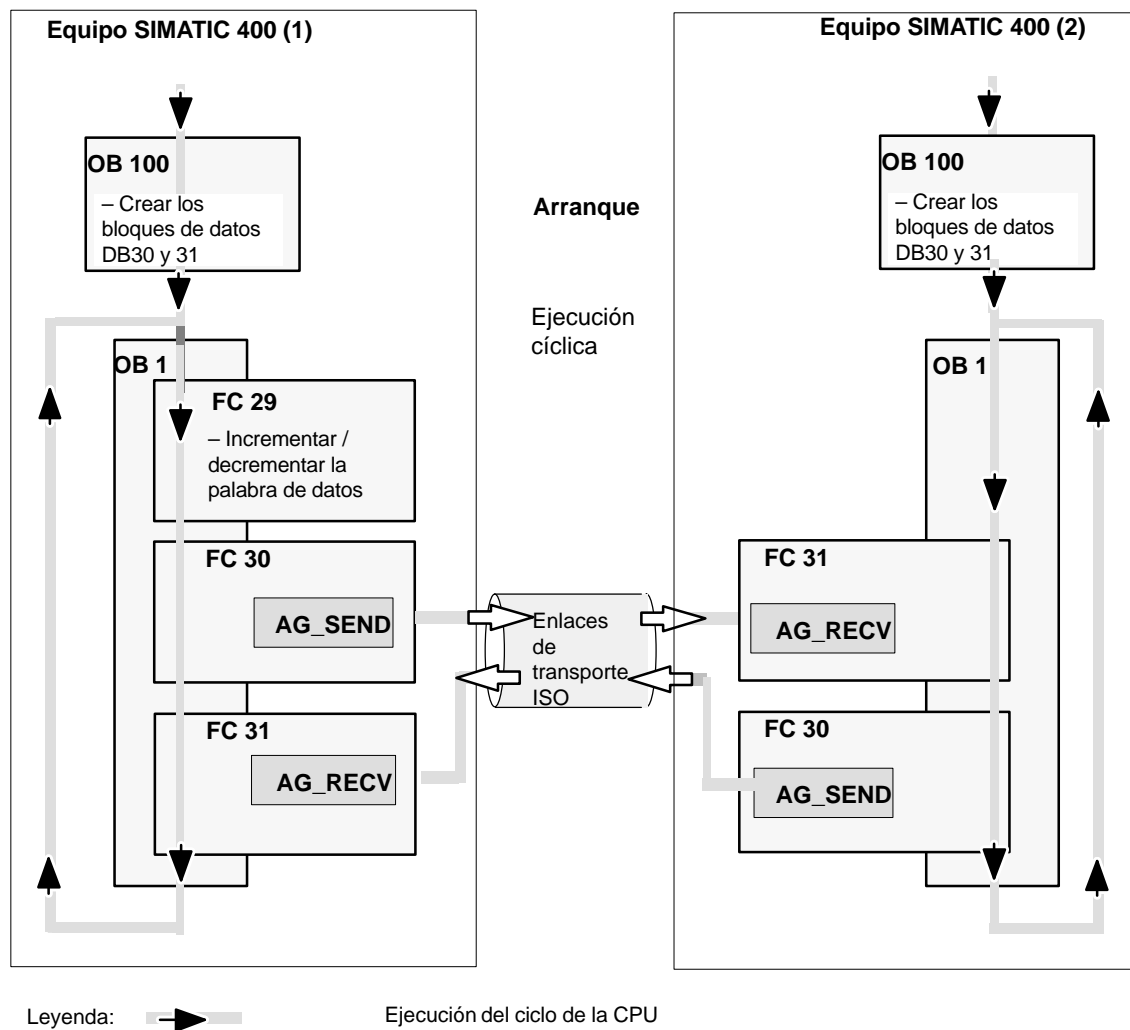 Equipo SIMATIC 400 (1)
OB 100
– Crear los
bloques de datos
DB30 y 31
OB 1
FC 29
– Incrementar /
decrementar la
palabra de datos
FC 30
AG_SEND
FC 31
AG_RECV
Arranque
Ejecución
cíclica
Enlaces
de
transporte
ISO
Equipo SIMATIC 400 (2)
OB 100
– Crear los
bloques de datos
DB30 y 31
OB 1
FC 31
AG_RECV
FC 30
AG_SEND
Leyenda:
Ejecución del ciclo de la CPU